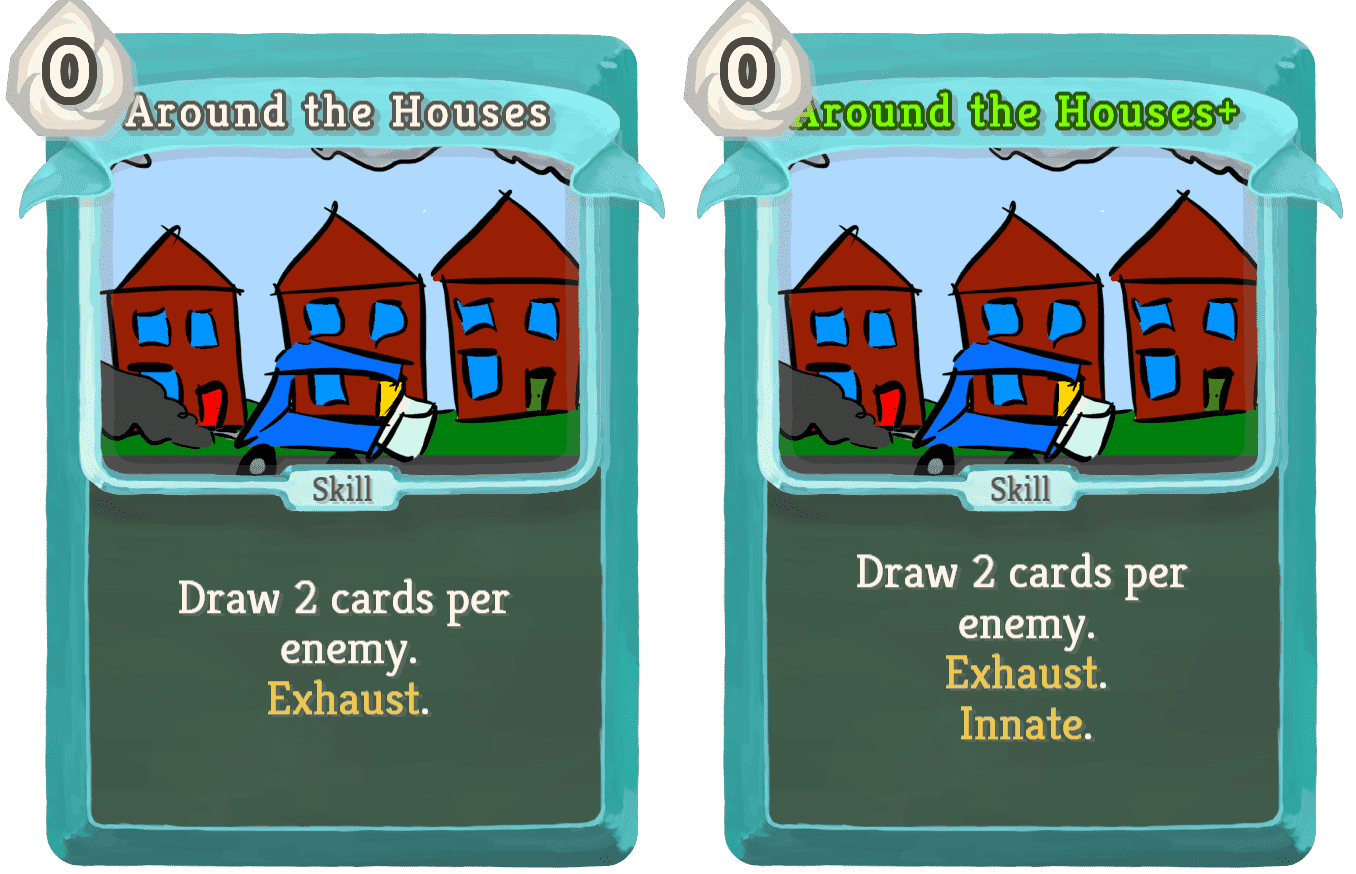 0
Around the Houses
Skill
Draw 2 cards per
enemy.
Exhaust.
0
Around the Houses+
Skill
Draw 2 cards per
enemy.
Exhaust.
Innate.